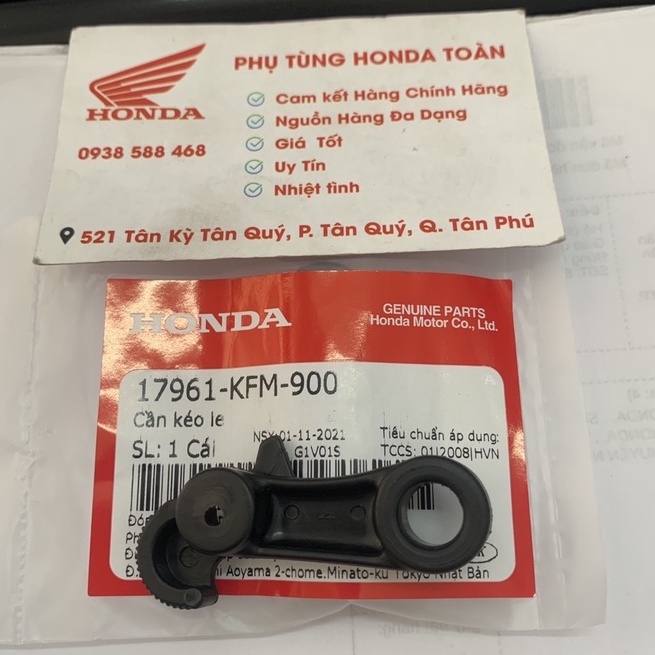 HONDA
0938 588 468
PHỤ TÙNG HONDA TOÀN
Cam kết Hàng Chính Hãng
Nguồn Hàng Đa Dạng
Giá Tốt
Uy Tín
Nhiệt tình
521 Tân Kỳ Tân Quý, P. Tân Quý, Q. Tân Phú
HONDA
GENUINE PARTS
Honda Motor Co., Ltd.
17961-KFM-900
Cần kéo le
SL: 1 Cái
NSX:01-11-2021
G1V01S
Tiêu chuẩn áp dụng:
TCCS: 01|2008|HVN
Aoyama 2-chome.Minato-ku Tokyo Nhật Bản